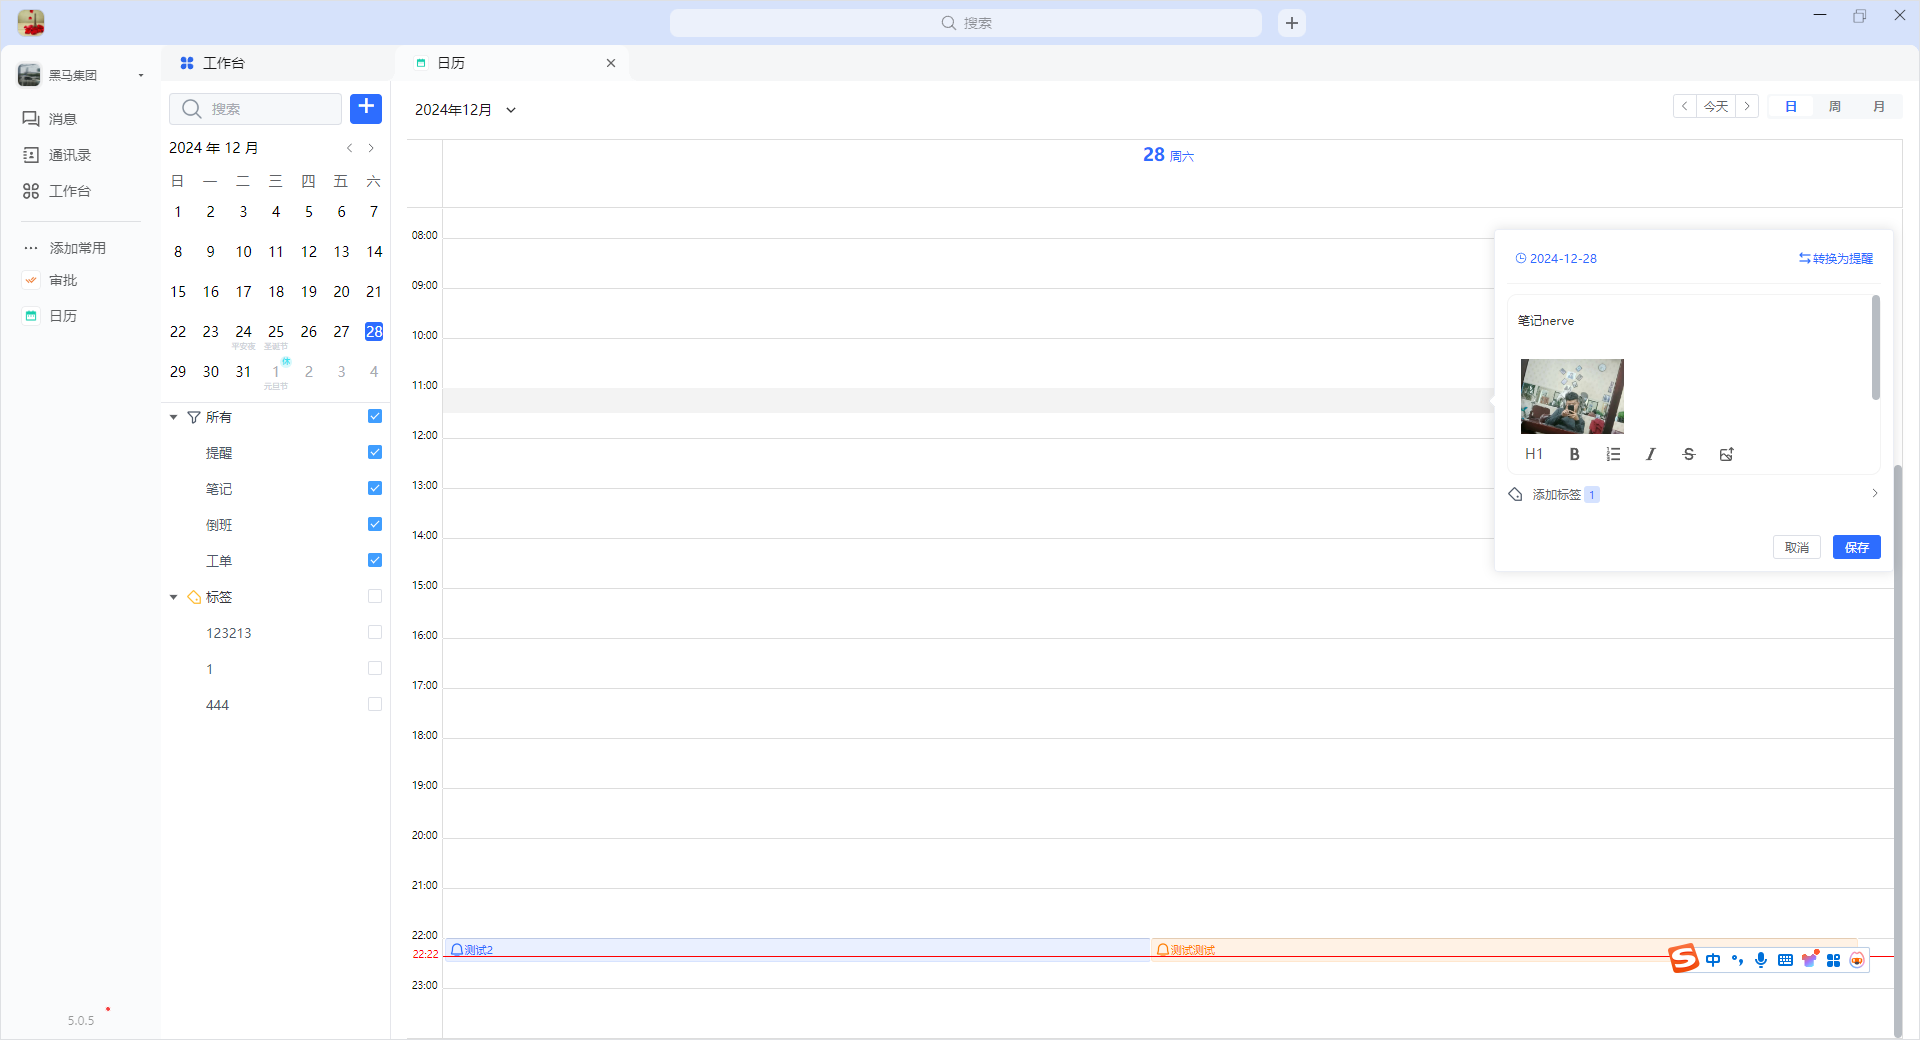 搜索
黑马集团
消息
通讯录
工作台
添加常用
审批
日历
5.0.5
工作台
日历
搜索
2024 年 12 月
日 一 二 三 四 五 六
1 2 3 4 5 6 7
8 9 10 11 12 13 14
15 16 17 18 19 20 21
22 23 24 25 26 27 28
平安夜 圣诞节
休
29 30 31 1 2 3 4
元旦节
所有
提醒
笔记
倒班
工单
标签
123213
1
444
2024年12月
今天
日 周 月
28 周六
08:00
09:00
10:00
11:00
12:00
13:00
14:00
15:00
16:00
17:00
18:00
19:00
20:00
21:00
22:00
测试2 测试测试
22:22
23:00
2024-12-28 转换为提醒
笔记nerve
H1 B I S
添加标签 1
取消 保存
S 中